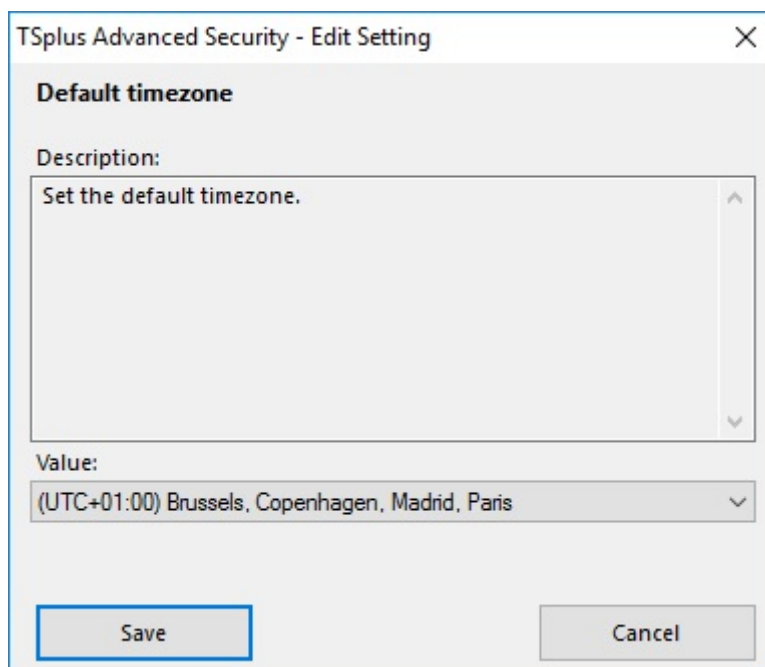 TSplus Advanced Security - Edit Setting
Default timezone
Description:
Set the default timezone.
Value:
(UTC+01:00) Brussels, Copenhagen, Madrid, Paris
Save Cancel